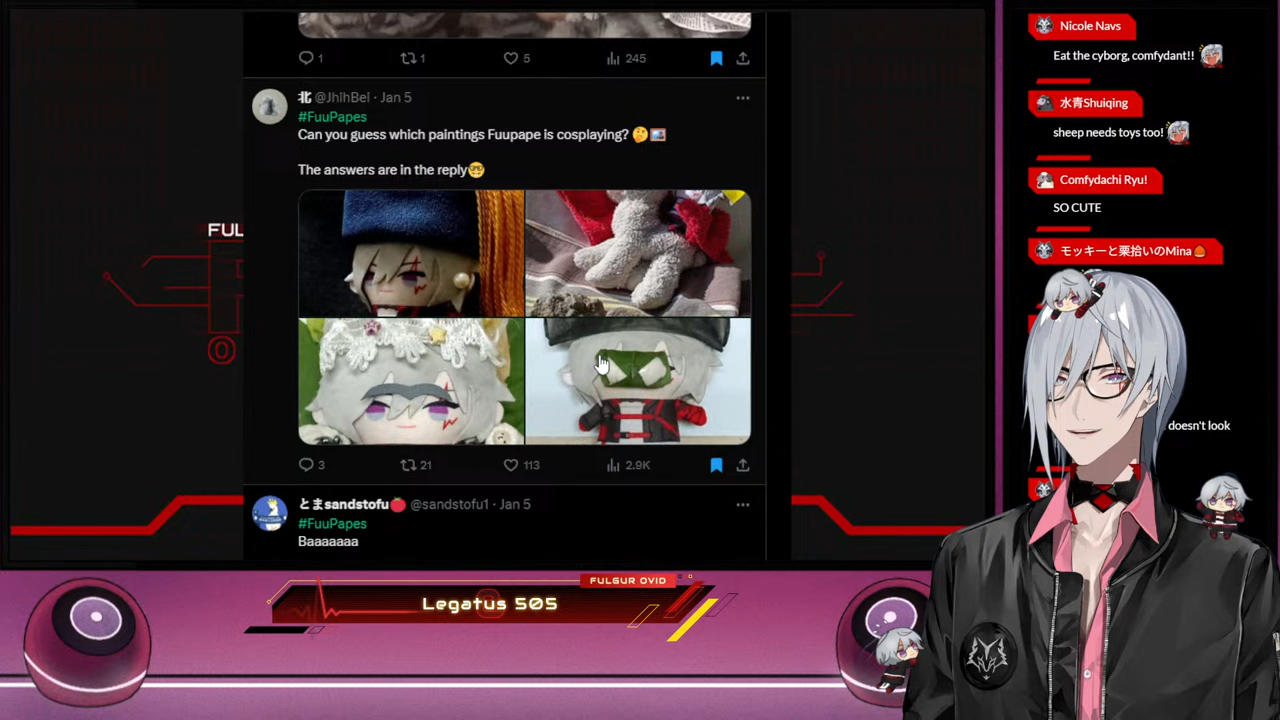 1
1
5
245
北 @JhihBei · Jan 5
#FuuPapes
Can you guess which paintings Fuupape is cosplaying? 🤔🖼️
The answers are in the reply🤓
3
21
113
2.9K
とまsandstofu🍅 @sandstofu1 · Jan 5
#FuuPapes
Baaaaaaa
FUL
FULGUR OVID
Legatus 505
Nicole Navs
Eat the cyborg, comfydant!!
水青Shuiqing
sheep needs toys too!
Comfydachi Ryu!
SO CUTE
モッキーと栗拾いのMina🌰
doesn't look